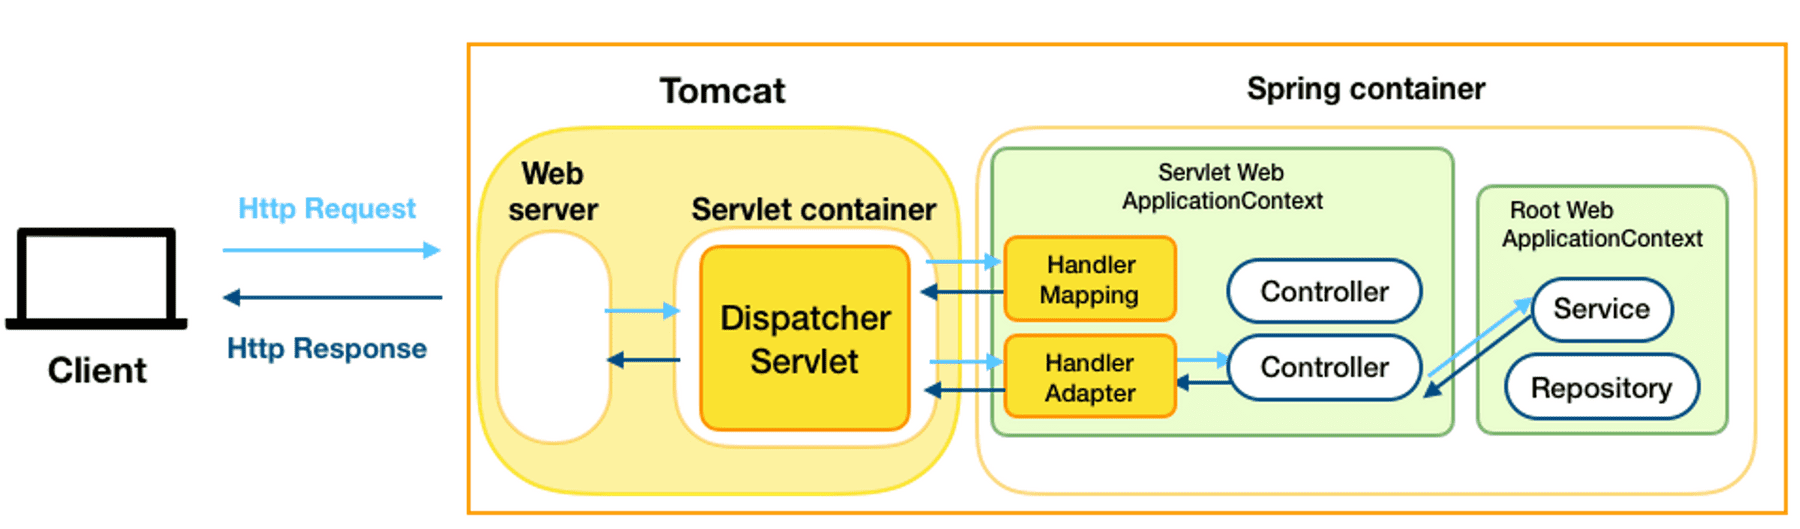 Tomcat
Spring container
Web
server
Servlet container
Servlet Web
ApplicationContext
Root Web
ApplicationContext
Http Request
Http Response
Client
Dispatcher
Servlet
Handler
Mapping
Handler
Adapter
Controller
Controller
Service
Repository